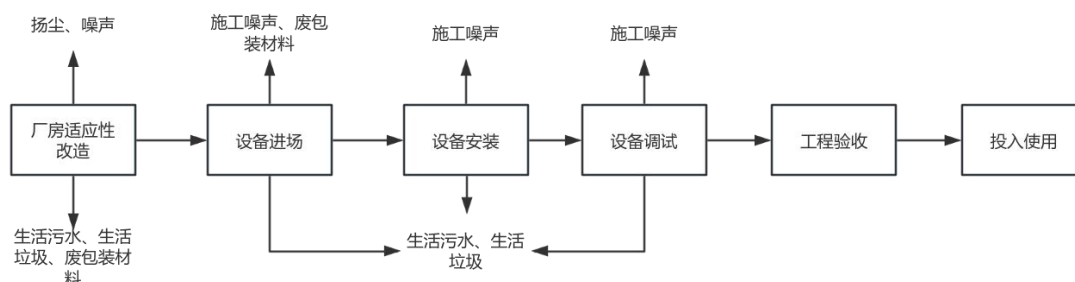 扬尘、噪声
施工噪声、废包
装材料
施工噪声
施工噪声
厂房适应性
改造
设备进场
设备安装
设备调试
工程验收
投入使用
生活污水、生活
垃圾、废包装材
料
生活污水、生活
垃圾